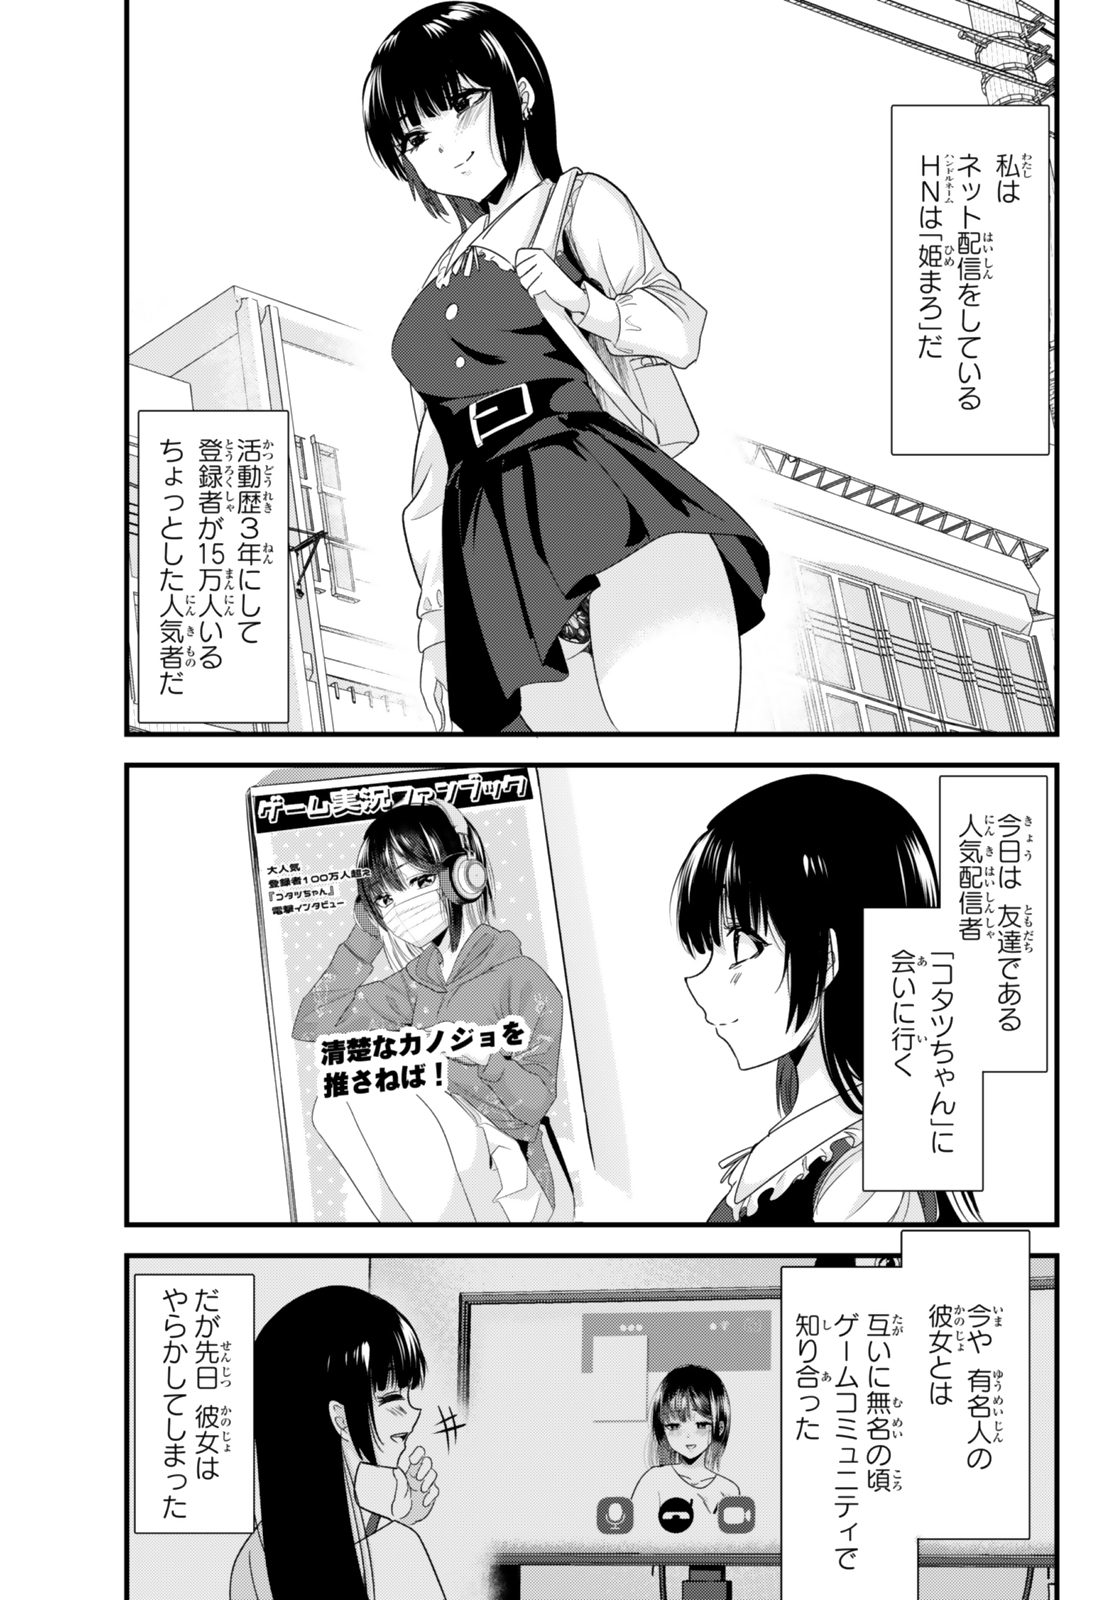 私は
ネット配信をしている
HNは「姫まろ」だ
活動歴3年にして
登録者が15万人いる
ちょっとした人気者だ
今日は 友達である
人気配信者
「コタツちゃん」に
会いに行く
ゲーム実況ファンブック
大人気
登録者100万人超え
『コタツちゃん』
電撃インタビュー
清楚なカノジョを
推さねば！
今や 有名人の
彼女とは
互いに無名の頃
ゲームコミュニティで
知り合った
だが先日 彼女は
やらかしてしまった